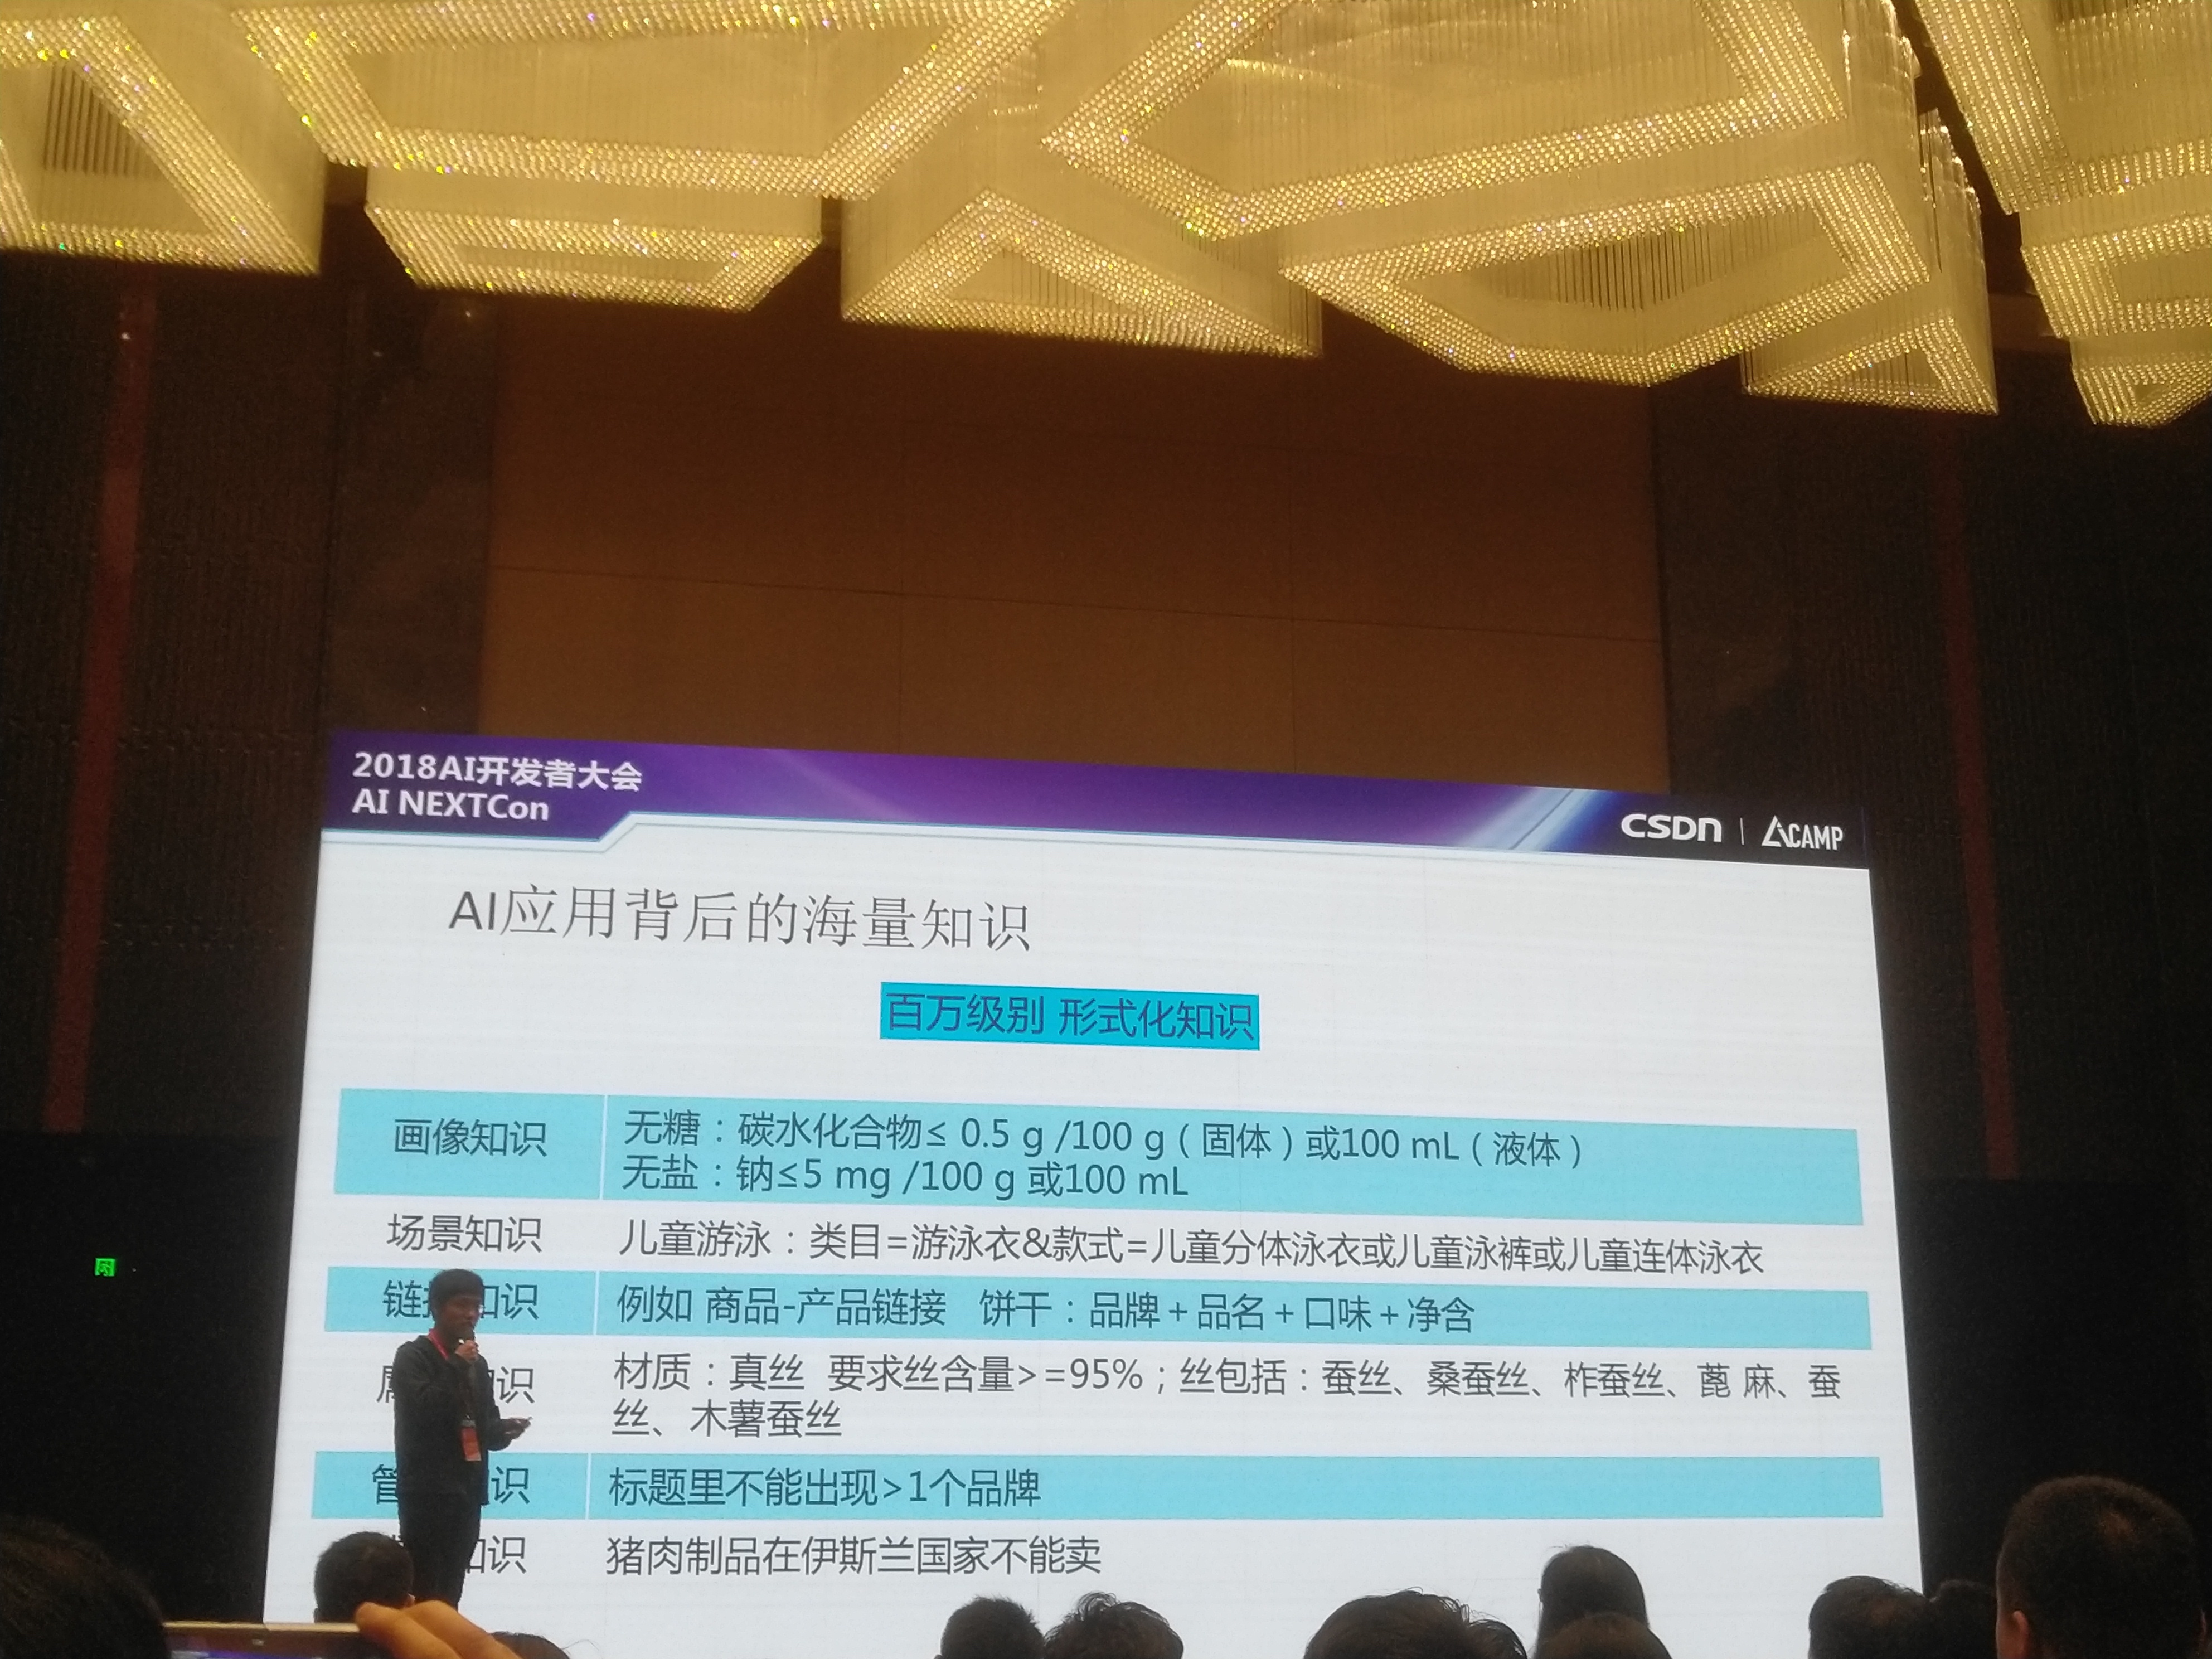 2018AI开发者大会
AI NEXTCon
CSDN | AICAMP
AI应用背后的海量知识
百万级别 形式化知识
画像知识
无糖：碳水化合物≤ 0.5 g /100 g（固体）或100 mL（液体）
无盐：钠≤5 mg /100 g 或100 mL
场景知识
儿童游泳：类目=游泳衣&款式=儿童分体泳衣或儿童泳裤或儿童连体泳衣
链 知识
例如 商品-产品链接 饼干：品牌+品名+口味+净含
知识
材质：真丝 要求丝含量>=95%；丝包括：蚕丝、桑蚕丝、柞蚕丝、蓖 麻、蚕
丝、木薯蚕丝
管 识
标题里不能出现>1个品牌
知识
猪肉制品在伊斯兰国家不能卖